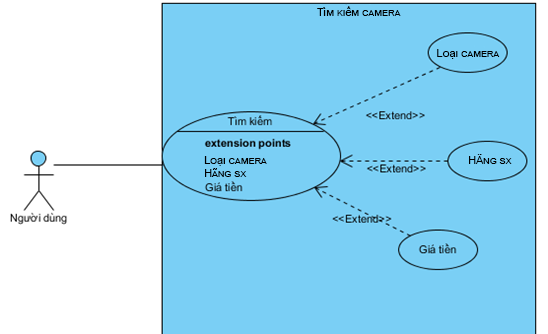 TÌM KIẾM CAMERA
LOẠI CAMERA
<<Extend>>
Tìm kiếm
extension points
LOẠI CAMERA
HÃNG SX
Giá tiền
HÃNG SX
<<Extend>>
Người dùng
<<Extend>>
Giá tiền